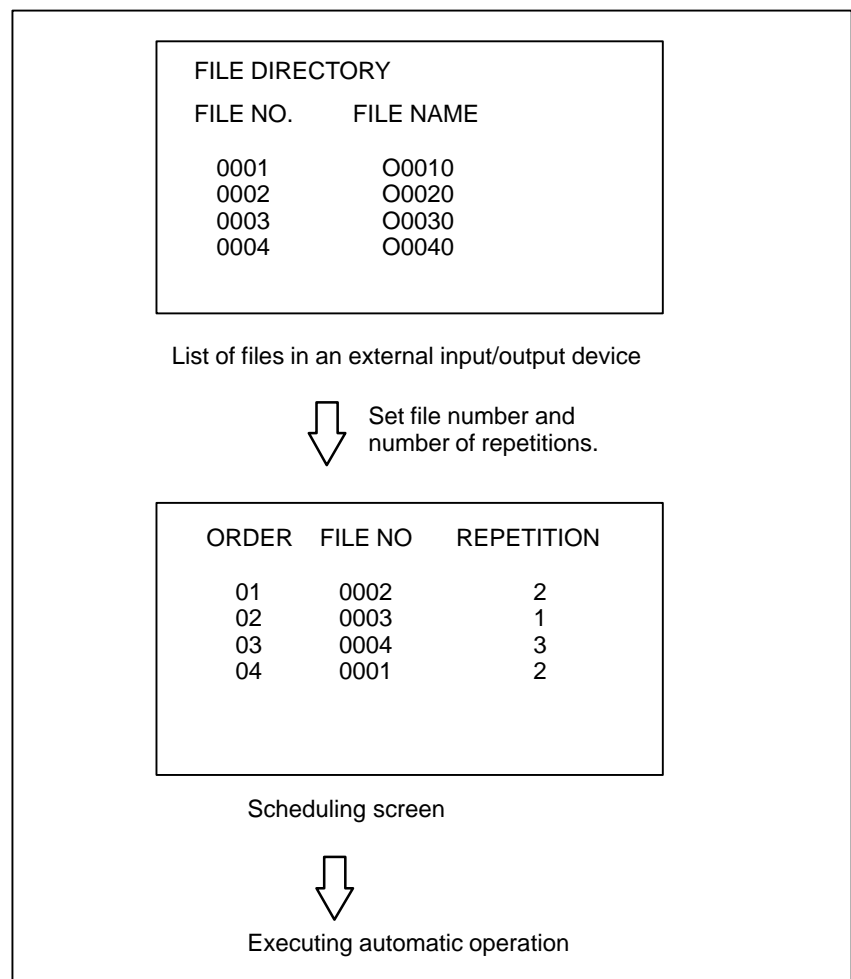 FILE DIRECTORY
FILE NO. FILE NAME
0001 O0010
0002 O0020
0003 O0030
0004 O0040
List of files in an external input/output device
Set file number and
number of repetitions.
ORDER FILE NO REPETITION
01 0002 2
02 0003 1
03 0004 3
04 0001 2
Scheduling screen
Executing automatic operation